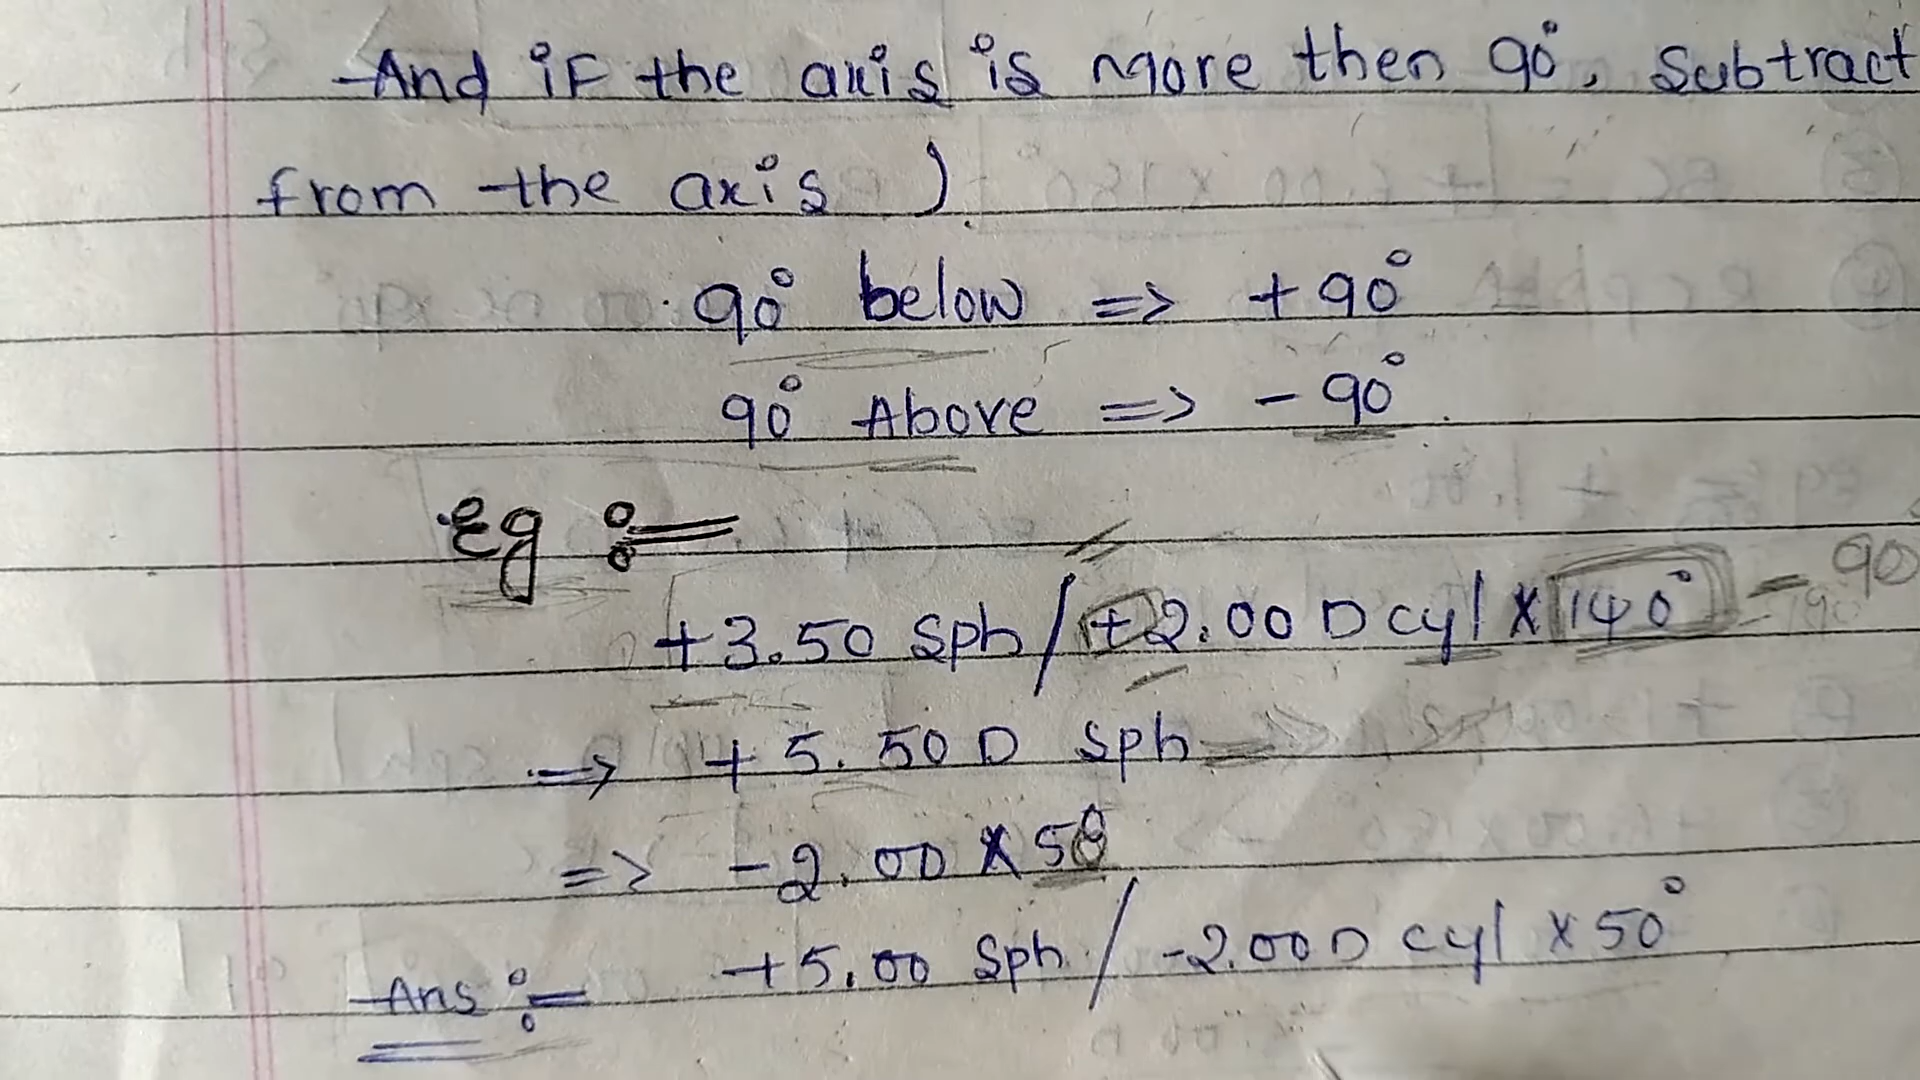 And if the axis is more then 90°, subtract
from the axis ).
90° below => +90°
90° Above => -90°.
eg :=
+3.50 Sph / +2.00 D cyl × 140° - 90
=> +5.50 D Sph
=> -2.00 × 50
Ans := +5.00 Sph / -2.00 D cyl × 50°